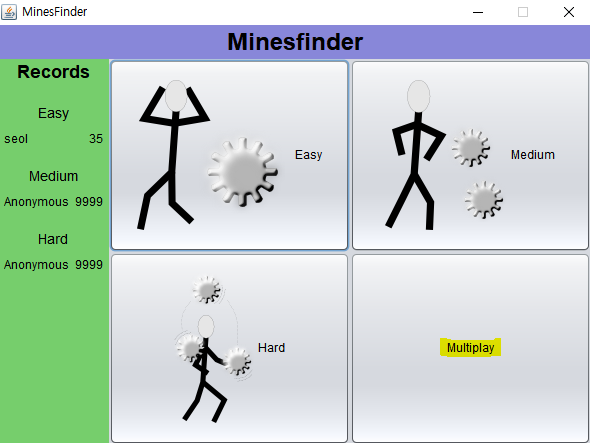 MinesFinder
Minesfinder
Records
Easy
seol 35
Medium
Anonymous 9999
Hard
Anonymous 9999
Easy
Medium
Hard
Multiplay